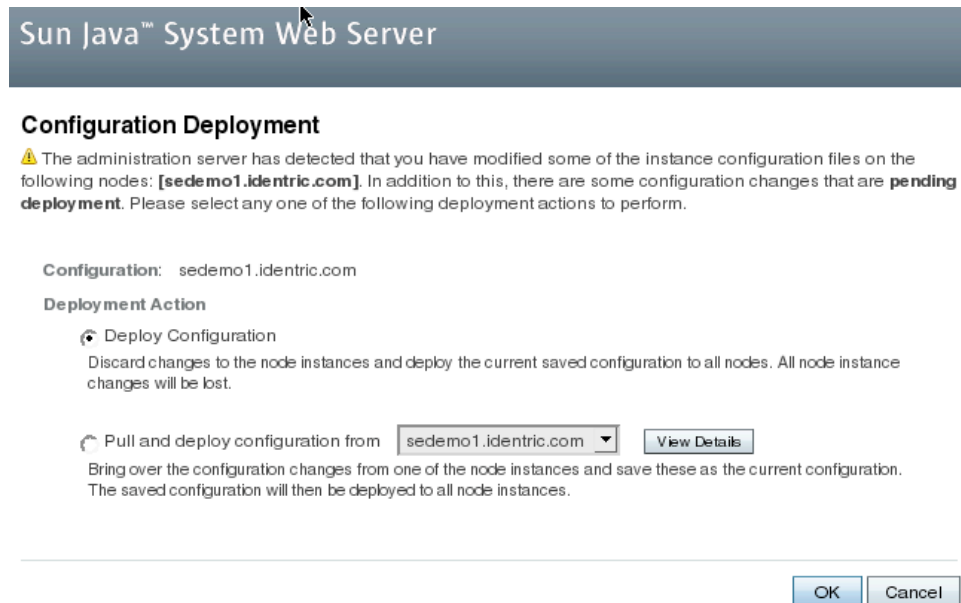 Sun Java™ System Web Server
Configuration Deployment
The administration server has detected that you have modified some of the instance configuration files on the
following nodes: [sedemo1.identric.com]. In addition to this, there are some configuration changes that are pending
deployment. Please select any one of the following deployment actions to perform.
Configuration: sedemo1.identric.com
Deployment Action
Deploy Configuration
Discard changes to the node instances and deploy the current saved configuration to all nodes. All node instance
changes will be lost.
Pull and deploy configuration from sedemo1.identric.com View Details
Bring over the configuration changes from one of the node instances and save these as the current configuration.
The saved configuration will then be deployed to all node instances.
OK Cancel